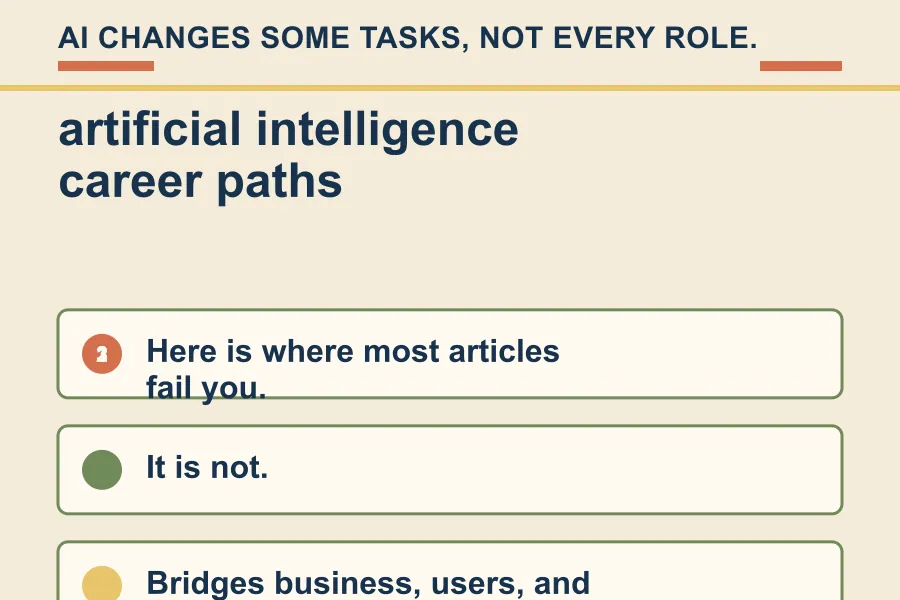 AI CHANGES SOME TASKS, NOT EVERY ROLE.
artificial intelligence
career paths
Here is where most articles
fail you.
It is not.
Bridges business, users, and